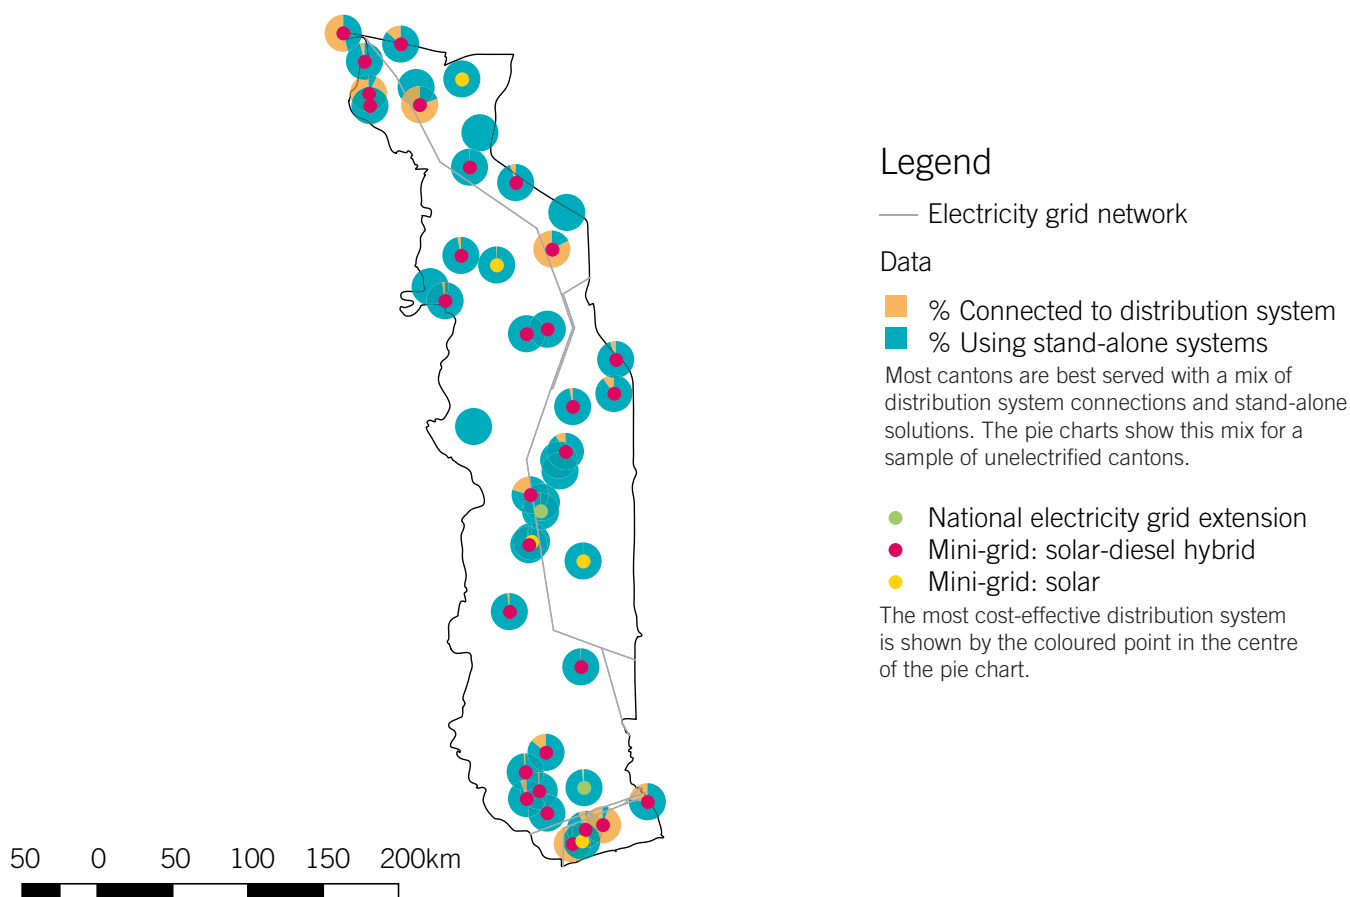 Legend
Electricity grid network
Data
% Connected to distribution system
% Using stand-alone systems
Most cantons are best served with a mix of
distribution system connections and stand-alone
solutions. The pie charts show this mix for a
sample of unelectrified cantons.
National electricity grid extension
Mini-grid: solar-diesel hybrid
Mini-grid: solar
The most cost-effective distribution system
is shown by the coloured point in the centre
of the pie chart.
50 0 50 100 150 200km